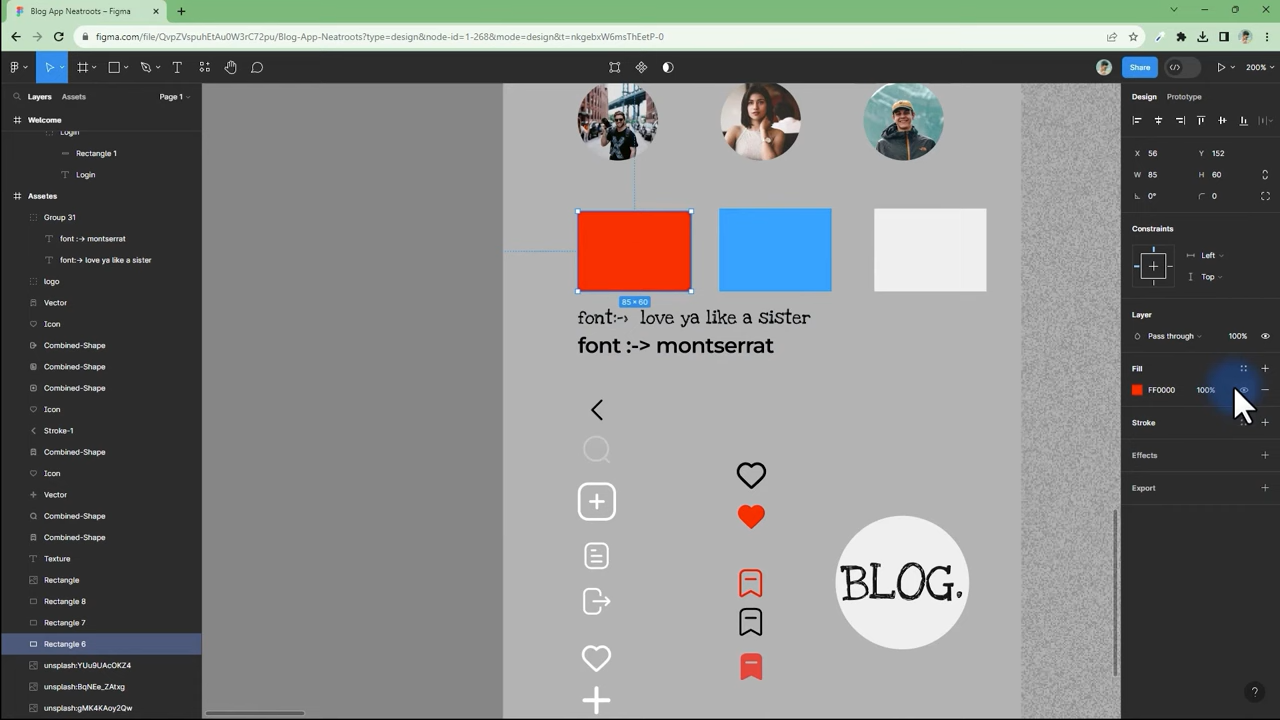 Blog App Neatroots – Figma
figma.com/file/QvpZVspuhEtAu0W3rC72pu/Blog-App-Neatroots?type=design&node-id=1-268&mode=design&t=nkgebxW6msThEetP-0
Share
200%
Layers Assets Page 1
Welcome
Login
Rectangle 1
Login
Assetes
Group 31
font :-> montserrat
font:-> love ya like a sister
logo
Vector
Icon
Combined-Shape
Combined-Shape
Combined-Shape
Icon
Stroke-1
Combined-Shape
Icon
Vector
Combined-Shape
Combined-Shape
Texture
Rectangle
Rectangle 8
Rectangle 7
Rectangle 6
unsplash:YUu9UAcOKZ4
unsplash:BqNEe_ZAtxg
unsplash:gMK4KAoy2Qw
85 × 60
font:-> love ya like a sister
font :-> montserrat
BLOG.
Design Prototype
X 56 Y 152
W 85 H 60
0° 0
Constraints
Left
Top
Layer
Pass through 100%
Fill
FF0000 100%
Stroke
Effects
Export
?